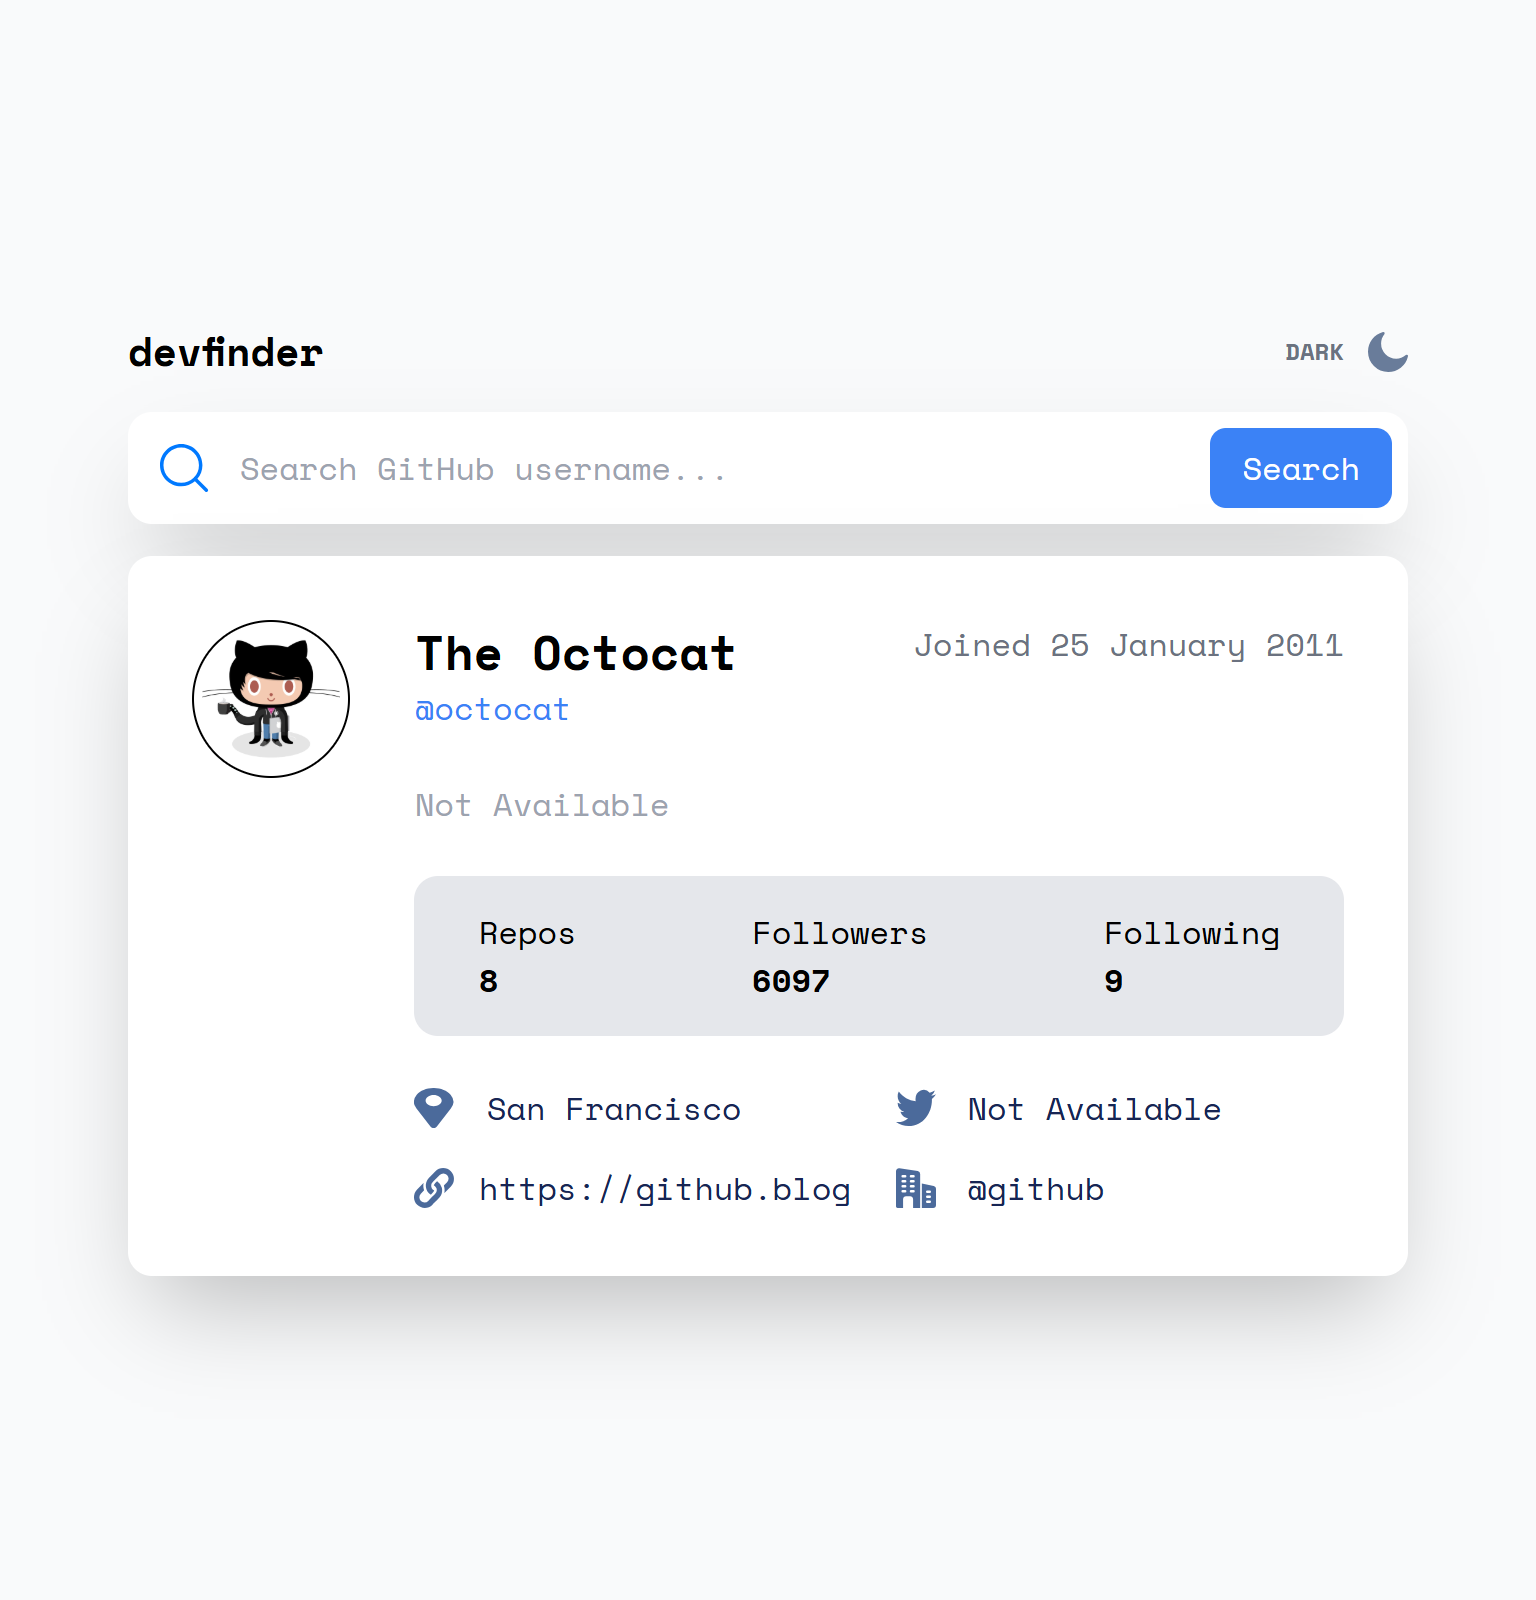 devfinder
DARK
Search GitHub username...
Search
The Octocat
Joined 25 January 2011
@octocat
Not Available
Repos
Followers
Following
8
6097
9
San Francisco
Not Available
https://github.blog
@github